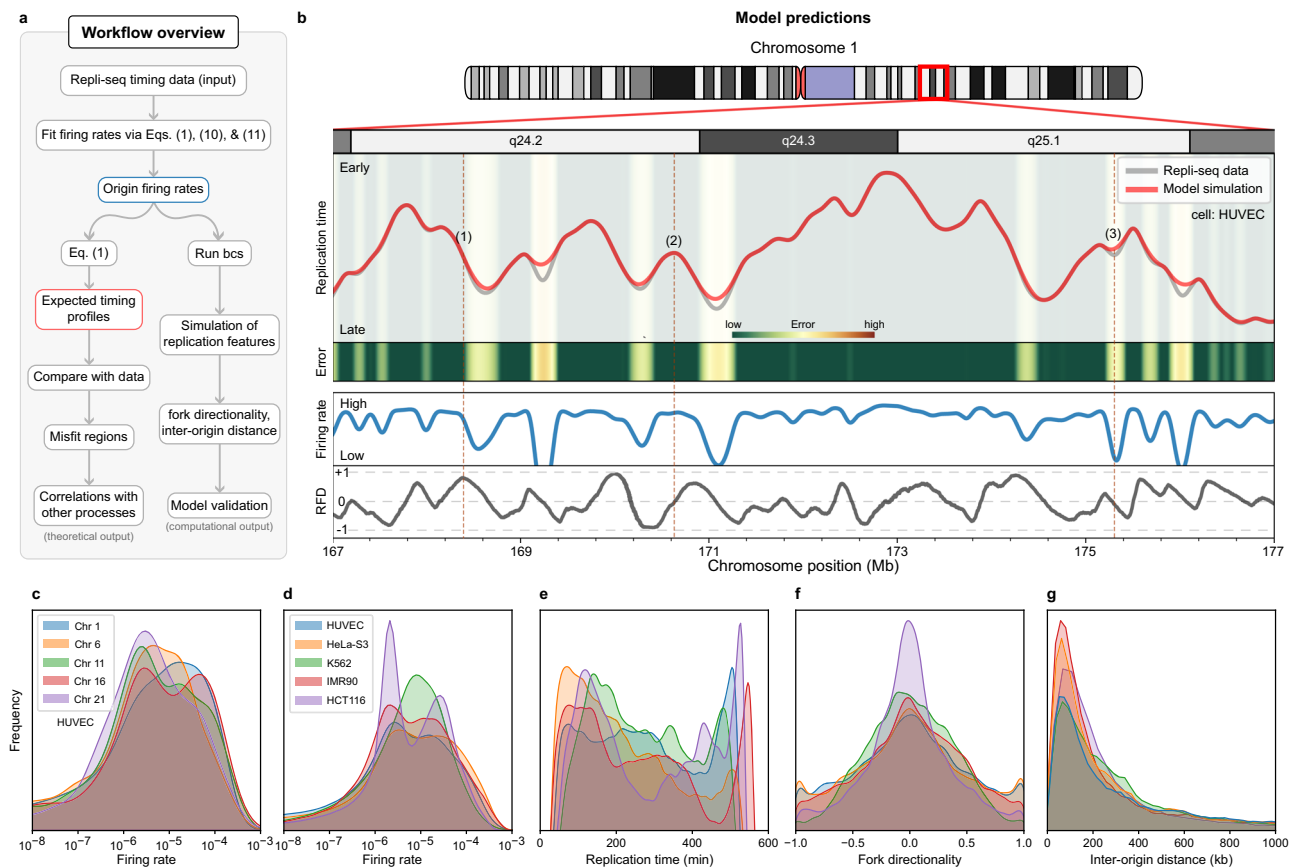 a
Workflow overview
Repli-seq timing data (input)
Fit firing rates via Eqs. (1), (10), & (11)
Origin firing rates
Eq. (1)
Run bcs
Expected timing
profiles
Simulation of
replication features
Compare with data
fork directionality,
inter-origin distance
Misfit regions
Correlations with
other processes
(theoretical output)
Model validation
(computational output)
b
Model predictions
Chromosome 1
q24.2
q24.3
q25.1
Early
Repli-seq data
Model simulation
cell: HUVEC
(1)
(2)
(3)
Replication time
Late
low
Error
high
Error
High
Firing rate
Low
+1
RFD
0
-1
167
169
171
173
175
177
Chromosome position (Mb)
c
Chr 1
Chr 6
Chr 11
Chr 16
Chr 21
HUVEC
Frequency
10−8
10−7
10−6
10−5
10−4
10−3
Firing rate
d
HUVEC
HeLa-S3
K562
IMR90
HCT116
10−8
10−7
10−6
10−5
10−4
10−3
Firing rate
e
0
200
400
600
Replication time (min)
f
−1.0
−0.5
0.0
0.5
1.0
Fork directionality
g
0
200
400
600
800
1000
Inter-origin distance (kb)